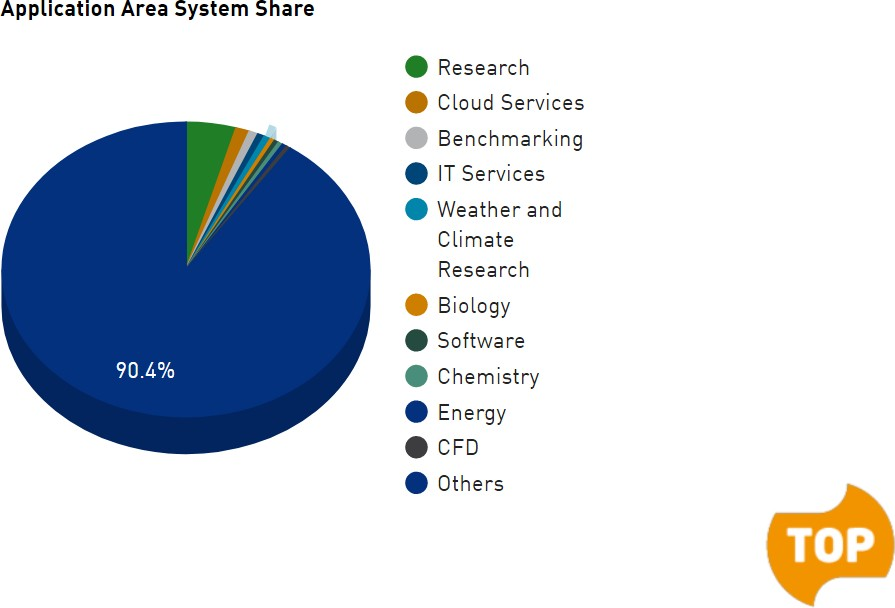 Application Area System Share
Research
Cloud Services
Benchmarking
IT Services
Weather and
Climate
Research
Biology
Software
Chemistry
Energy
CFD
Others
90.4%
TOP